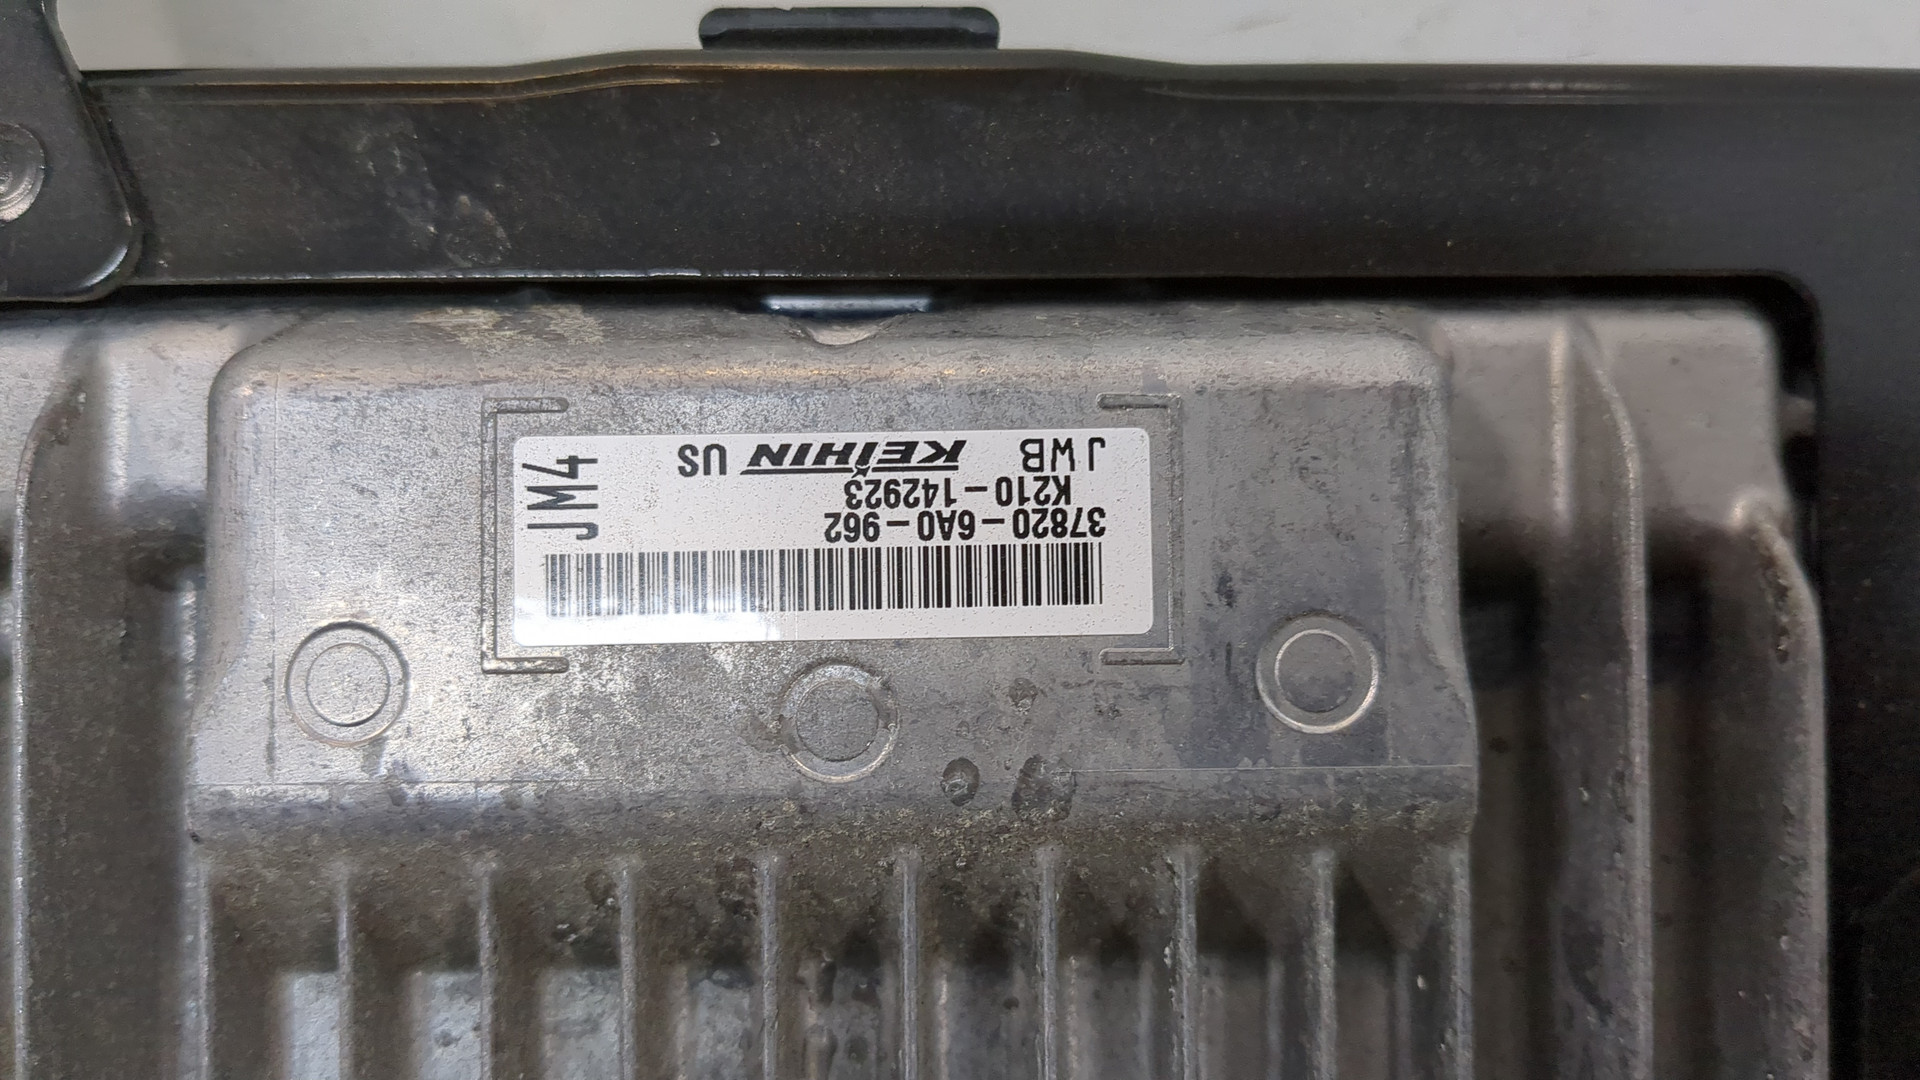 37820-6A0-962
K210-142923
JWB KEIHIN US
JM4